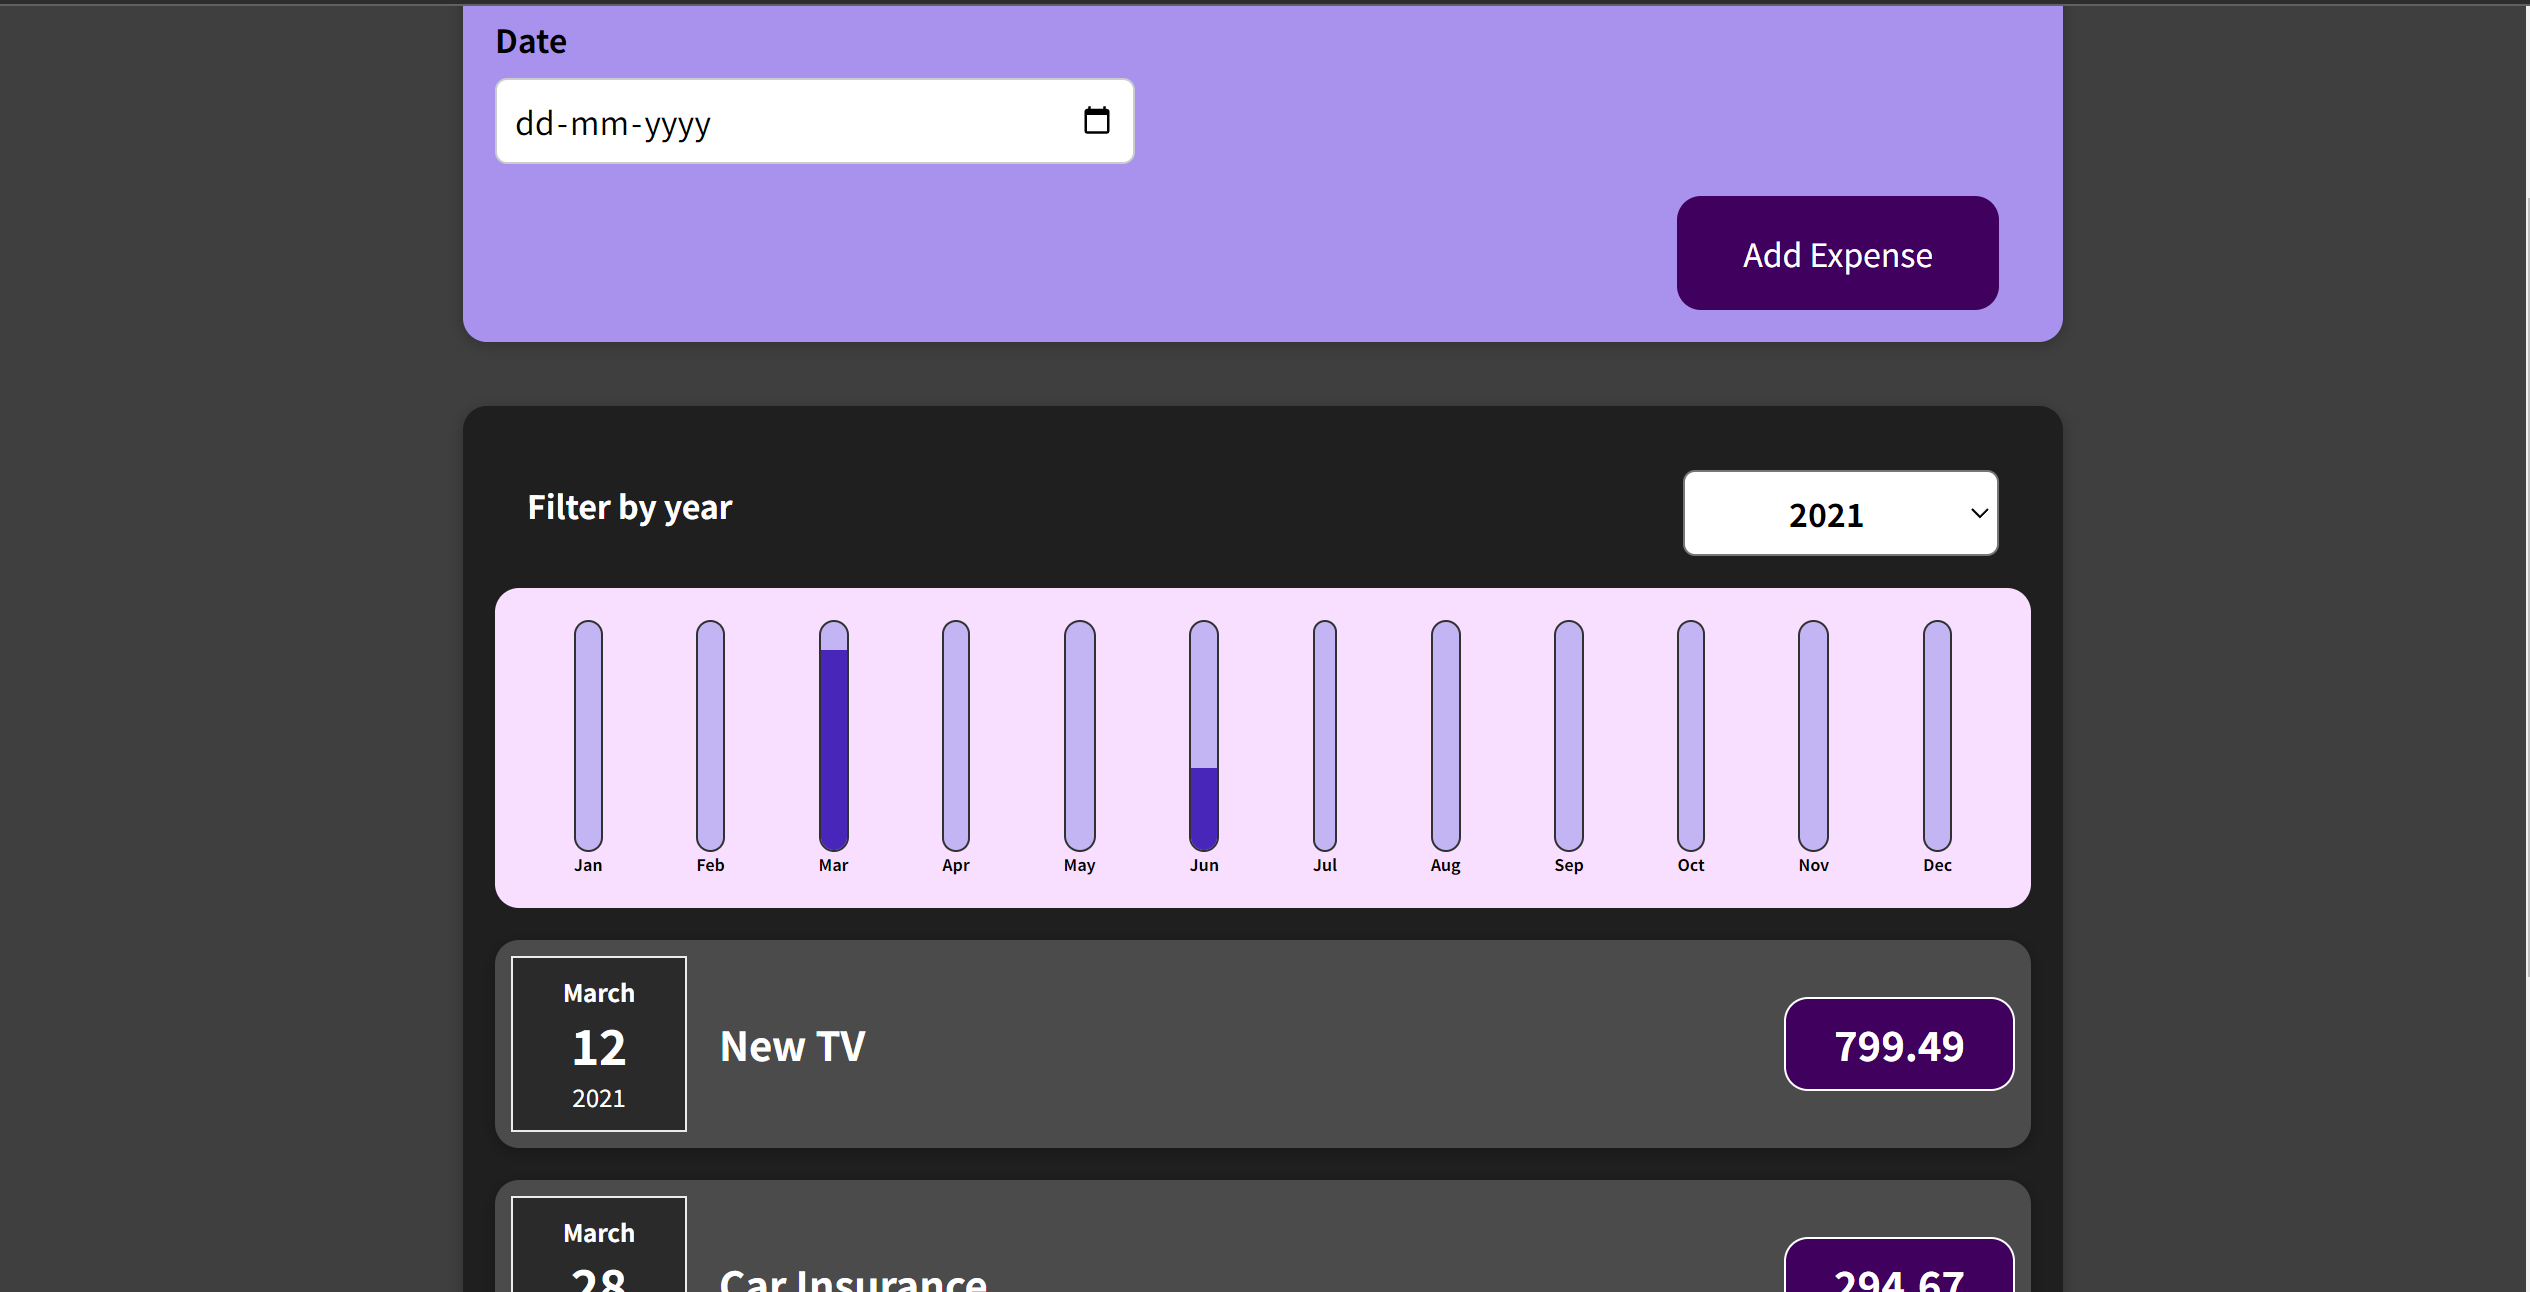 Date
dd-mm-yyyy
Add Expense
Filter by year
2021
Jan Feb Mar Apr May Jun Jul Aug Sep Oct Nov Dec
March
12
2021
New TV
799.49
March
28
Car Insurance
294.67